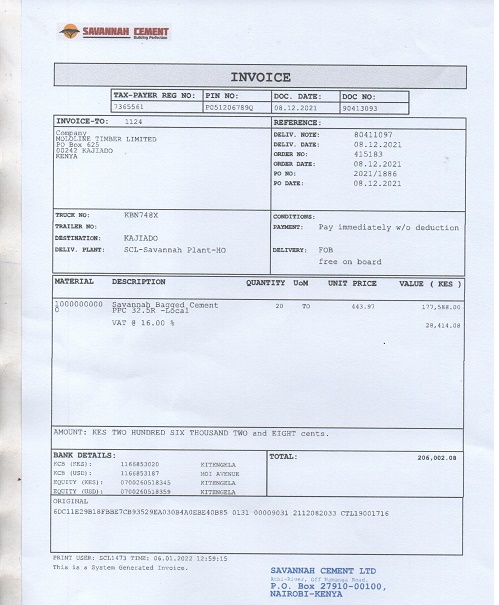 SAVANNAH CEMENT
Building Perfection
INVOICE
TAX-PAYER REG NO: PIN NO: DOC. DATE: DOC NO:
7365561 P051206789Q 08.12.2021 90413093
INVOICE-TO: 1124
Company
MOLDLINE TIMBER LIMITED
PO Box 625
00242 KAJIADO
KENYA
REFERENCE:
DELIV. NOTE: 80411097
DELIV. DATE: 08.12.2021
ORDER NO: 415183
ORDER DATE: 08.12.2021
PO NO: 2021/1886
PO DATE: 08.12.2021
TRUCK NO: KBN748X
TRAILER NO:
DESTINATION: KAJIADO
DELIV. PLANT: SCL-Savannah Plant-HO
CONDITIONS:
PAYMENT: Pay immediately w/o deduction
DELIVERY: FOB
free on board
MATERIAL DESCRIPTION QUANTITY UoM UNIT PRICE VALUE ( KES )
1000000000 Savannah Bagged Cement 20 TO 443.97 177,588.00
0 PPC 32.5R -Local
VAT @ 16.00 % 28,414.08
AMOUNT: KES TWO HUNDRED SIX THOUSAND TWO and EIGHT cents.
BANK DETAILS:
KCB (KES): 1166853020 KITENGELA
KCB (USD): 1166853187 MOI AVENUE
EQUITY (KES): 0700260518345 KITENGELA
EQUITY (USD): 0700260518359 KITENGELA
TOTAL: 206,002.08
ORIGINAL
6DC11E29B18FBBE7CB93529EA030B4A0EBE40B85 0131 00009031 2112082033 CTL19001716
PRINT USER: SCL1473 TIME: 06.01.2022 12:59:15
This is a System Generated Invoice.
SAVANNAH CEMENT LTD
Athi-River, Off Namanga Road,
P.O. Box 27910-00100,
NAIROBI-KENYA